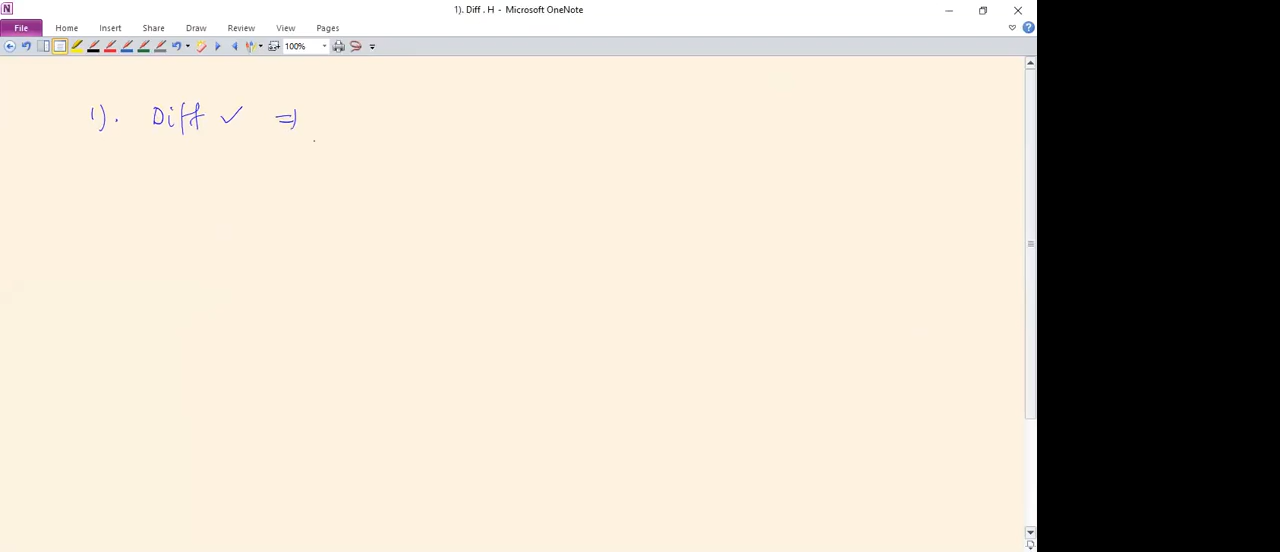 1). Diff . H - Microsoft OneNote
File Home Insert Share Draw Review View Pages
100%
1). Diff ✓ ⇒